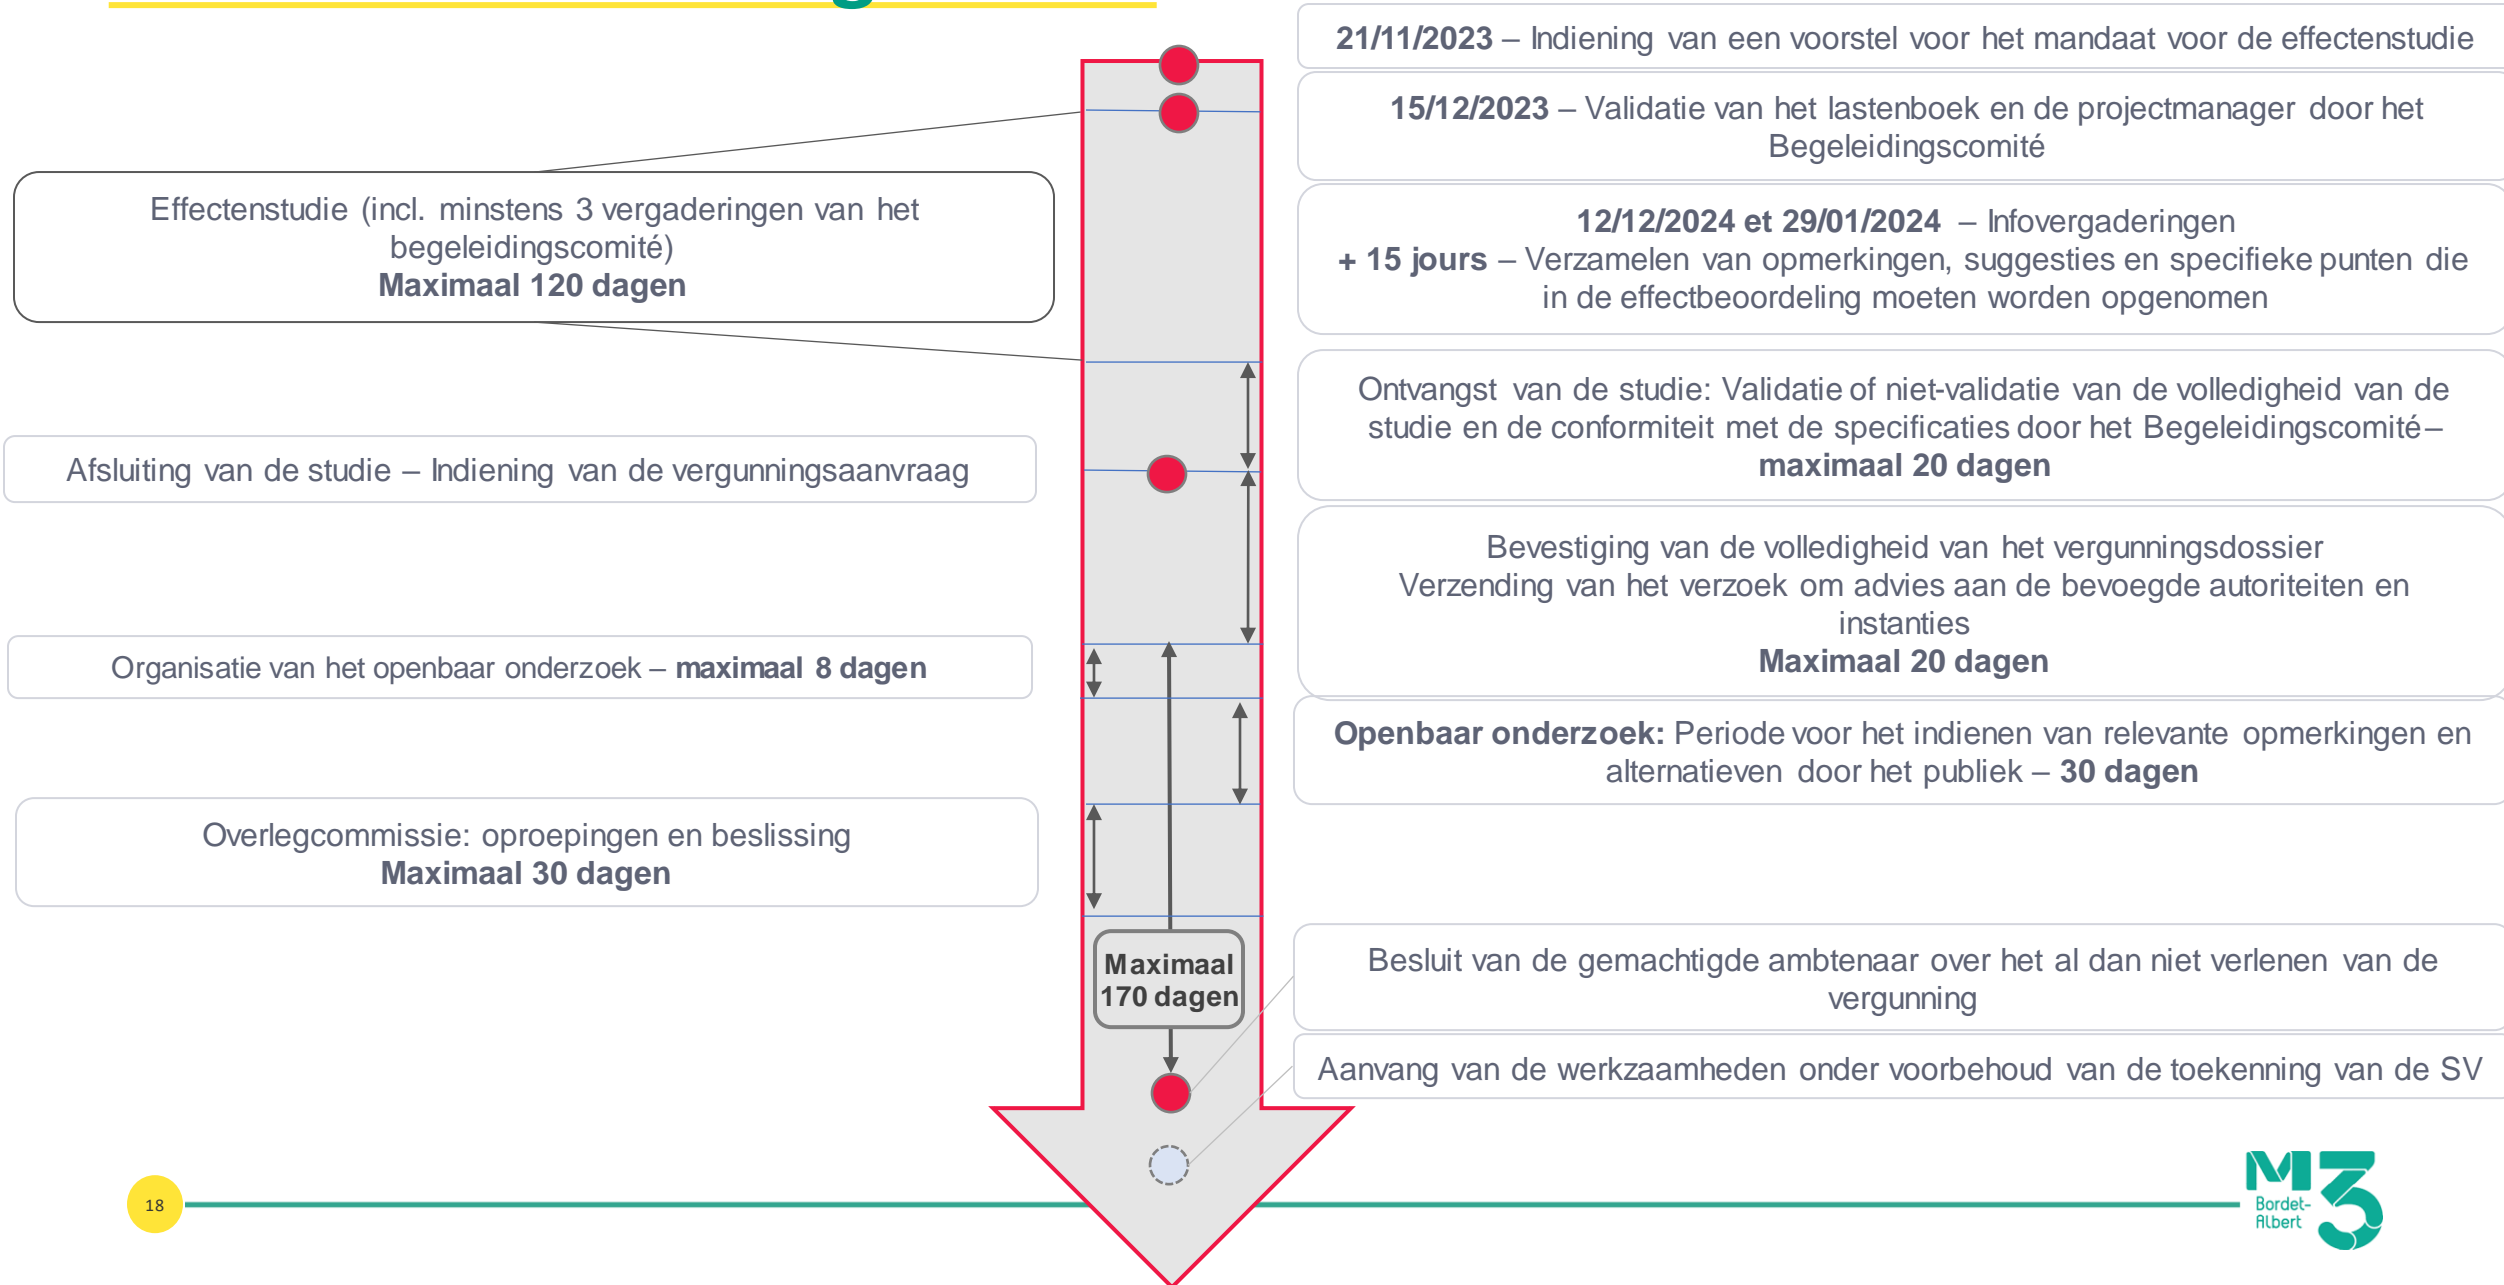 21/11/2023 – Indiening van een voorstel voor het mandaat voor de effectenstudie
15/12/2023 – Validatie van het lastenboek en de projectmanager door het
Begeleidingscomité
Effectenstudie (incl. minstens 3 vergaderingen van het
begeleidingscomité)
Maximaal 120 dagen
12/12/2024 et 29/01/2024 – Infovergaderingen
+ 15 jours – Verzamelen van opmerkingen, suggesties en specifieke punten die
in de effectbeoordeling moeten worden opgenomen
Ontvangst van de studie: Validatie of niet-validatie van de volledigheid van de
studie en de conformiteit met de specificaties door het Begeleidingscomité –
maximaal 20 dagen
Afsluiting van de studie – Indiening van de vergunningsaanvraag
Bevestiging van de volledigheid van het vergunningsdossier
Verzending van het verzoek om advies aan de bevoegde autoriteiten en
instanties
Maximaal 20 dagen
Organisatie van het openbaar onderzoek – maximaal 8 dagen
Openbaar onderzoek: Periode voor het indienen van relevante opmerkingen en
alternatieven door het publiek – 30 dagen
Overlegcommissie: oproepingen en beslissing
Maximaal 30 dagen
Maximaal
170 dagen
Besluit van de gemachtigde ambtenaar over het al dan niet verlenen van de
vergunning
Aanvang van de werkzaamheden onder voorbehoud van de toekenning van de SV
18
M3
Bordet-
Albert